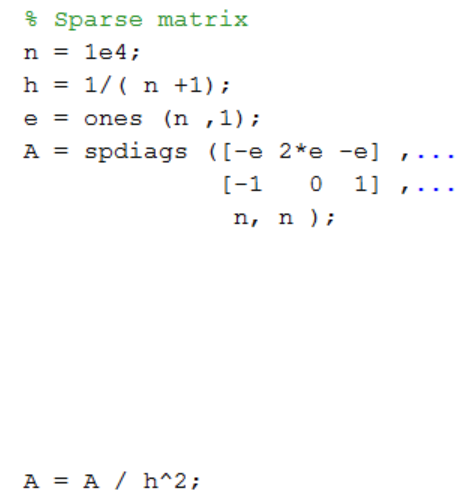 % Sparse matrix
n = 1e4;
h = 1/( n +1);
e = ones (n ,1);
A = spdiags ([-e 2*e -e] ,...
[-1 0 1] ,...
n, n );
A = A / h^2;